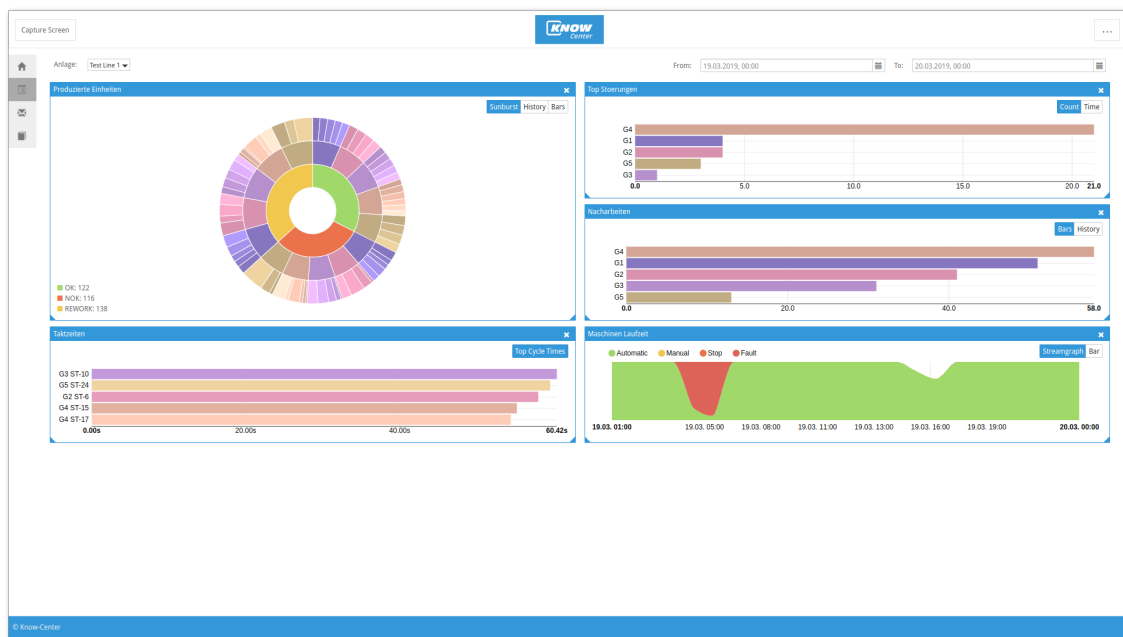 Capture Screen
KNOW
Center
...
Anlage:
Test Line 1
From:
19.03.2019, 00:00
To:
20.03.2019, 00:00
Produzierte Einheiten
Sunburst History Bars
OK: 122
NOK: 116
REWORK: 138
Top Stoerungen
Count Time
G4
G1
G2
G5
G3
0.0 5.0 10.0 15.0 20.0 21.0
Nacharbeiten
Bars History
G4
G1
G2
G3
G5
0.0 20.0 40.0 58.0
Taktzeiten
Top Cycle Times
G3 ST-10
G5 ST-24
G2 ST-6
G4 ST-15
G4 ST-17
0.00s 20.00s 40.00s 60.42s
Maschinen Laufzeit
Streamgraph Bar
Automatic Manual Stop Fault
19.03. 01:00 19.03. 05:00 19.03. 08:00 19.03. 11:00 19.03. 13:00 19.03. 16:00 19.03. 19:00 20.03. 00:00
© Know-Center